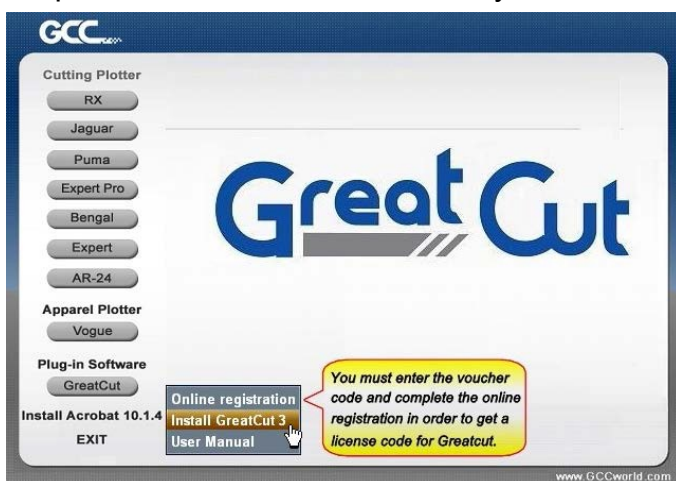 GCC
Cutting Plotter
RX
Jaguar
Puma
Expert Pro
Bengal
Expert
AR-24
Apparel Plotter
Vogue
Plug-in Software
GreatCut
Install Acrobat 10.1.4
EXIT
Great Cut
Online registration
Install GreatCut 3
User Manual
You must enter the voucher
code and complete the online
registration in order to get a
license code for Greatcut.
www.GCCworld.com